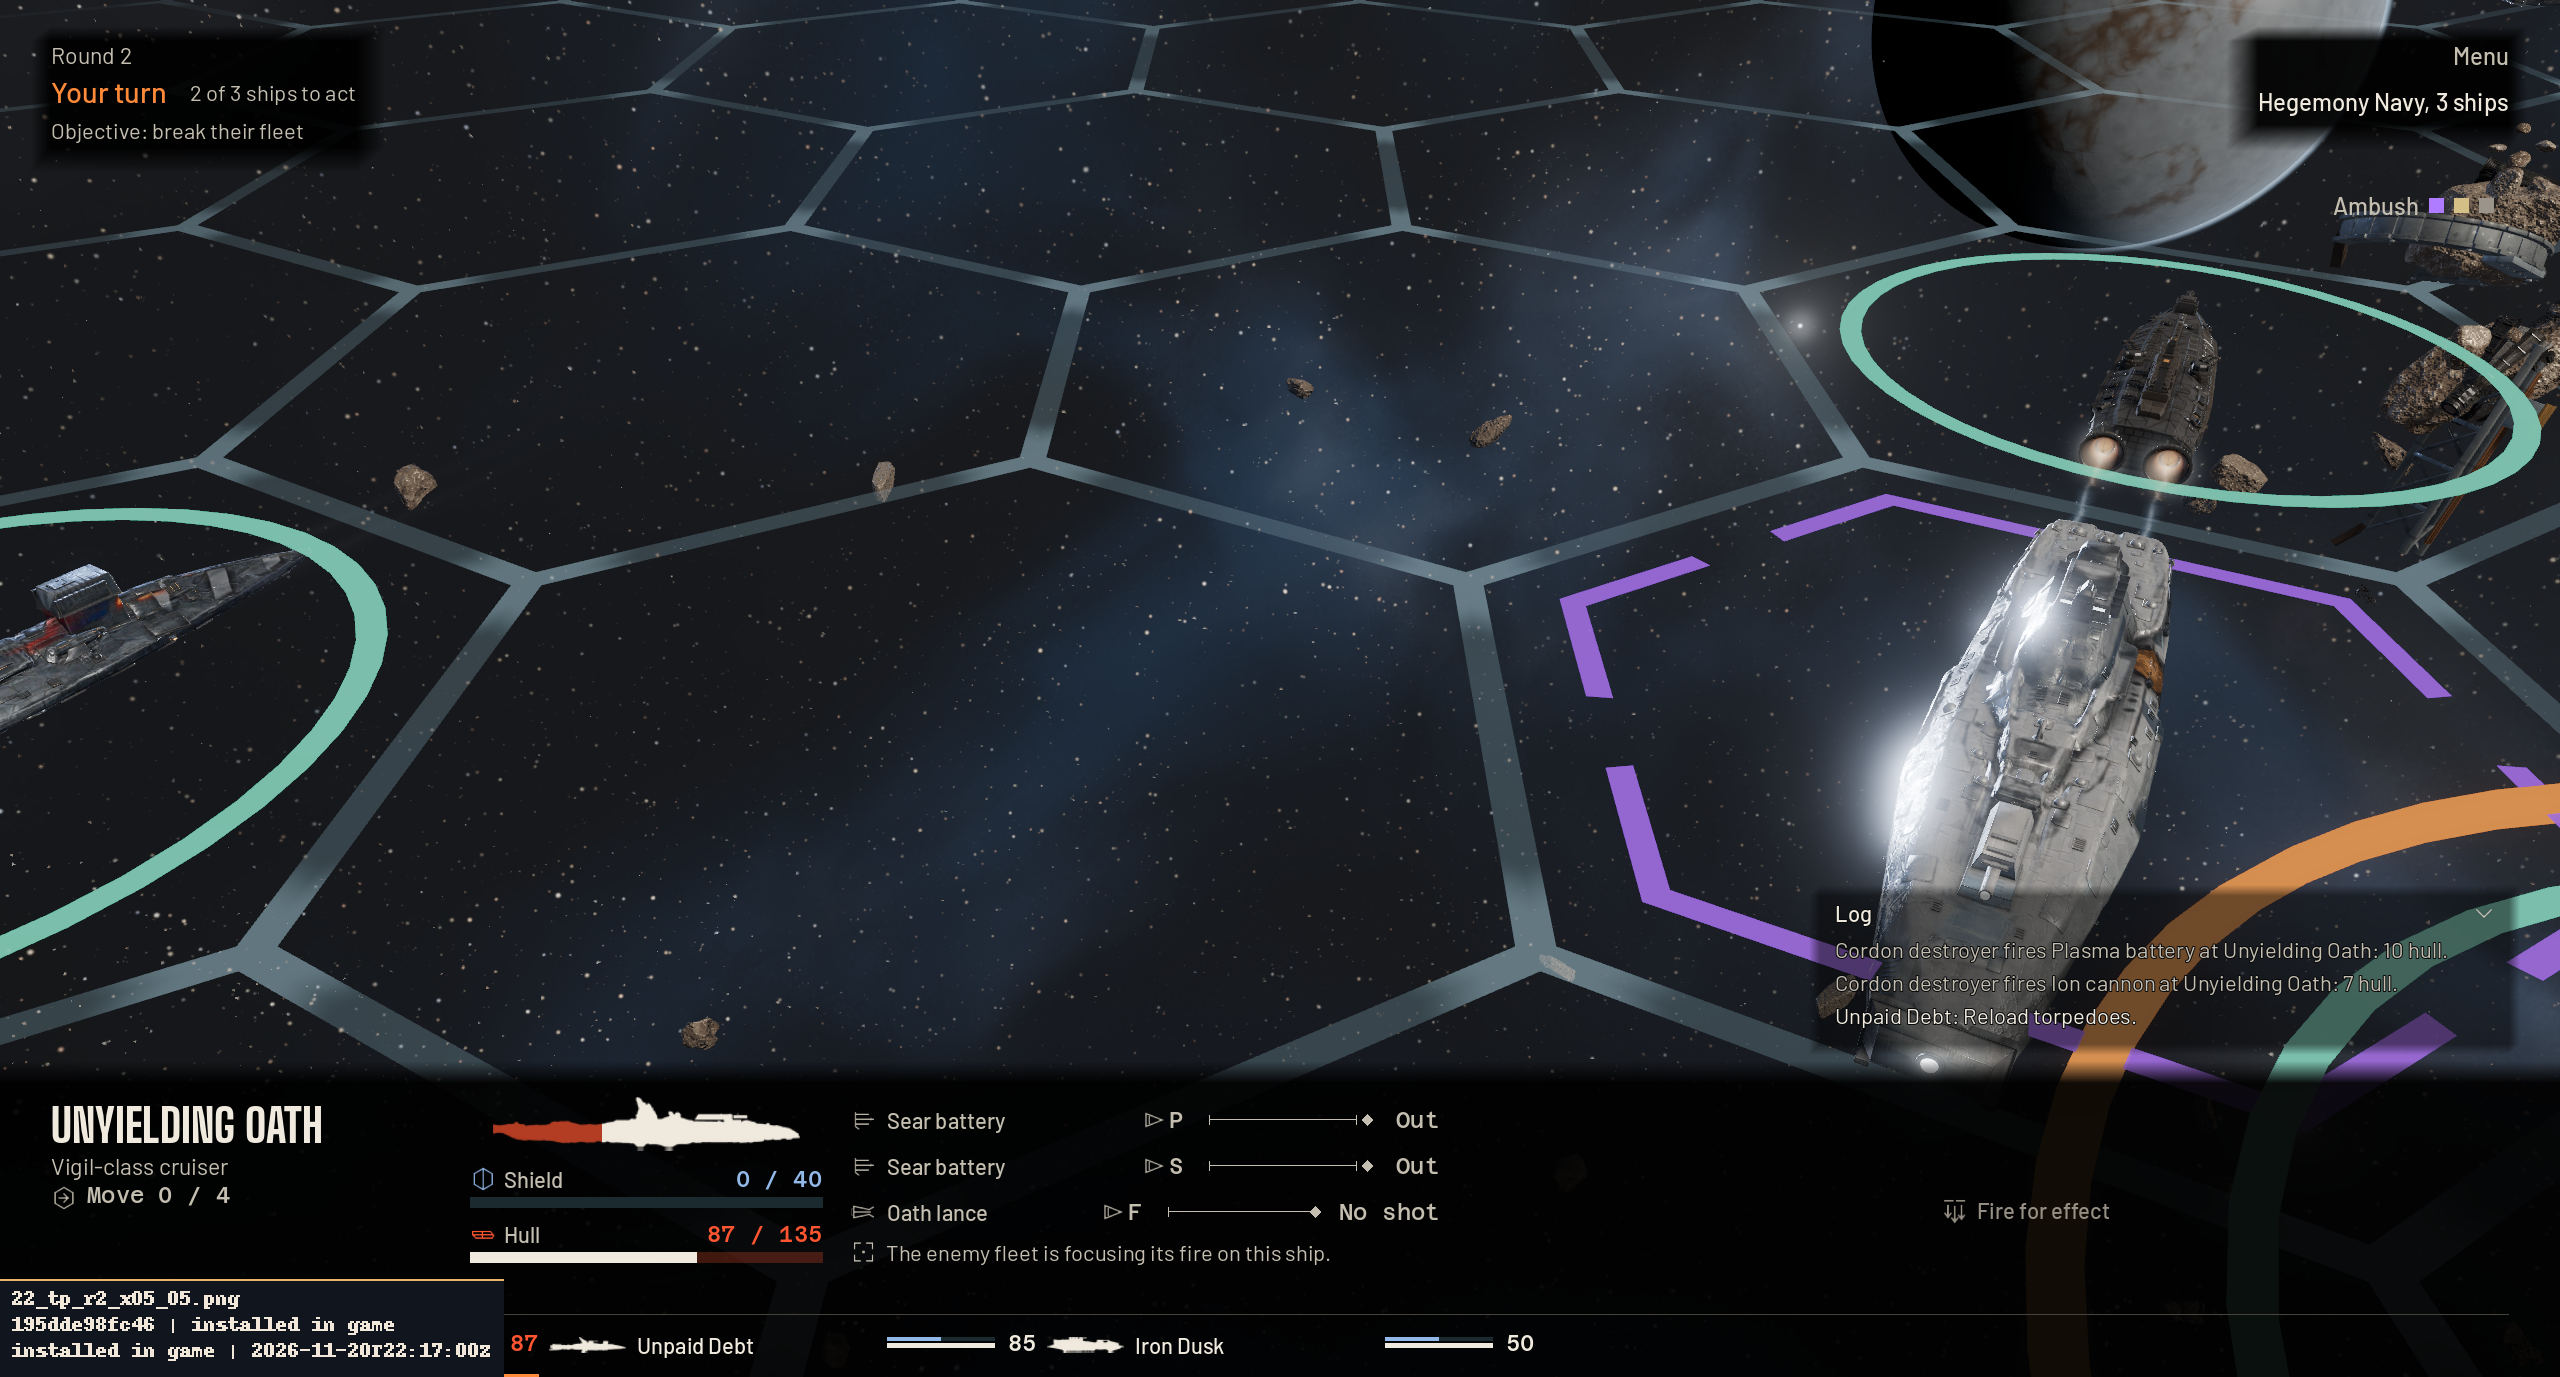 Round 2
Your turn 2 of 3 ships to act
Objective: break their fleet
Menu
Hegemony Navy, 3 ships
Ambush
Log
Cordon destroyer fires Plasma battery at Unyielding Oath: 10 hull.
Cordon destroyer fires Ion cannon at Unyielding Oath: 7 hull.
Unpaid Debt: Reload torpedoes.
UNYIELDING OATH
Vigil-class cruiser
Move 0 / 4
Shield 0 / 40
Hull 87 / 135
Sear battery P Out
Sear battery S Out
Oath lance F No shot
The enemy fleet is focusing its fire on this ship.
Fire for effect
22_tp_r2_x05_05.png
195dde98fc46 | installed in game
installed in game | 2026-11-20T22:17:00Z
87 Unpaid Debt 85 Iron Dusk 50